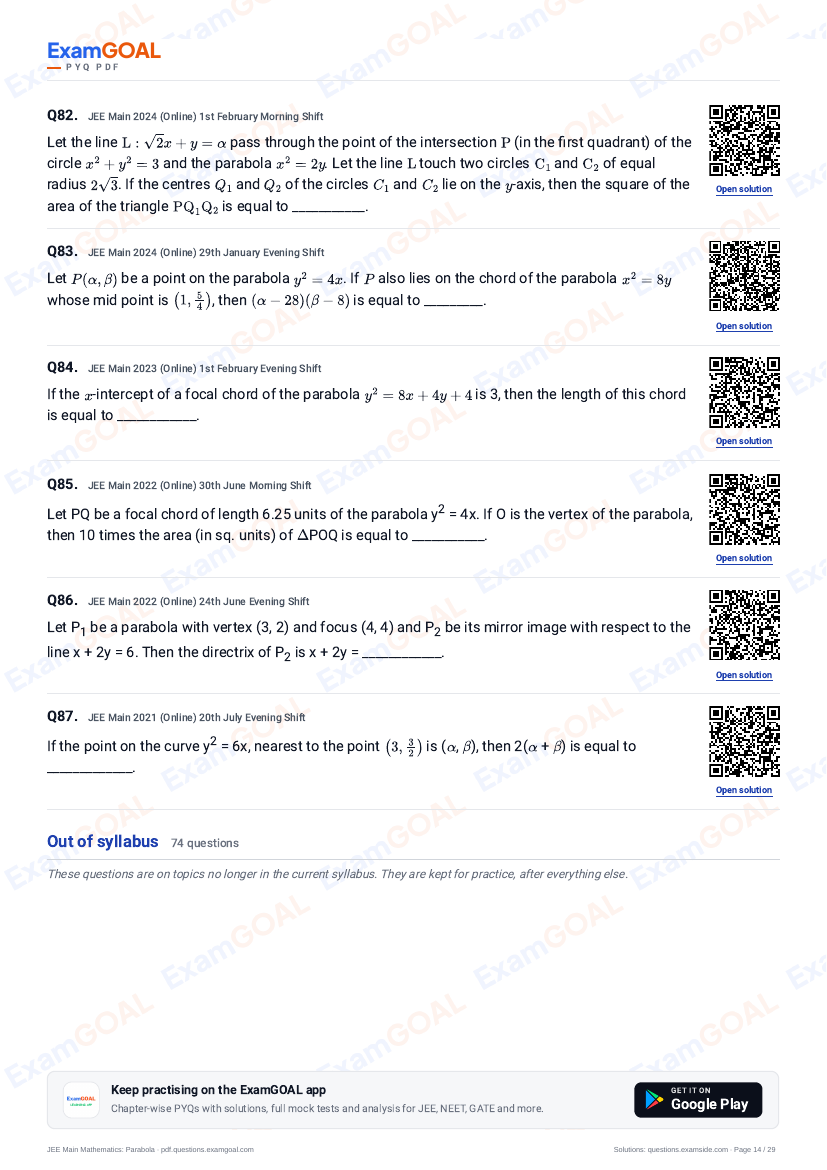 ExamGOAL
PYQ PDF
Q82. JEE Main 2024 (Online) 1st February Morning Shift
Let the line L : √2x + y = α pass through the point of the intersection P (in the first quadrant) of the
circle x² + y² = 3 and the parabola x² = 2y. Let the line L touch two circles C₁ and C₂ of equal
radius 2√3. If the centres Q₁ and Q₂ of the circles C₁ and C₂ lie on the y-axis, then the square of the
area of the triangle PQ₁Q₂ is equal to ___________.
Open solution
Q83. JEE Main 2024 (Online) 29th January Evening Shift
Let P(α, β) be a point on the parabola y² = 4x. If P also lies on the chord of the parabola x² = 8y
whose mid point is (1, 5/4), then (α − 28)(β − 8) is equal to _________.
Open solution
Q84. JEE Main 2023 (Online) 1st February Evening Shift
If the x-intercept of a focal chord of the parabola y² = 8x + 4y + 4 is 3, then the length of this chord
is equal to ____________.
Open solution
Q85. JEE Main 2022 (Online) 30th June Morning Shift
Let PQ be a focal chord of length 6.25 units of the parabola y² = 4x. If O is the vertex of the parabola,
then 10 times the area (in sq. units) of ΔPOQ is equal to ___________.
Open solution
Q86. JEE Main 2022 (Online) 24th June Evening Shift
Let P₁ be a parabola with vertex (3, 2) and focus (4, 4) and P₂ be its mirror image with respect to the
line x + 2y = 6. Then the directrix of P₂ is x + 2y = ____________.
Open solution
Q87. JEE Main 2021 (Online) 20th July Evening Shift
If the point on the curve y² = 6x, nearest to the point (3, 3/2) is (α, β), then 2(α + β) is equal to
_____________.
Open solution
Out of syllabus 74 questions
These questions are on topics no longer in the current syllabus. They are kept for practice, after everything else.
ExamGOAL
Keep practising on the ExamGOAL app
Chapter-wise PYQs with solutions, full mock tests and analysis for JEE, NEET, GATE and more.
GET IT ON
Google Play
JEE Main Mathematics: Parabola · pdf.questions.examgoal.com
Solutions: questions.examside.com · Page 14 / 29